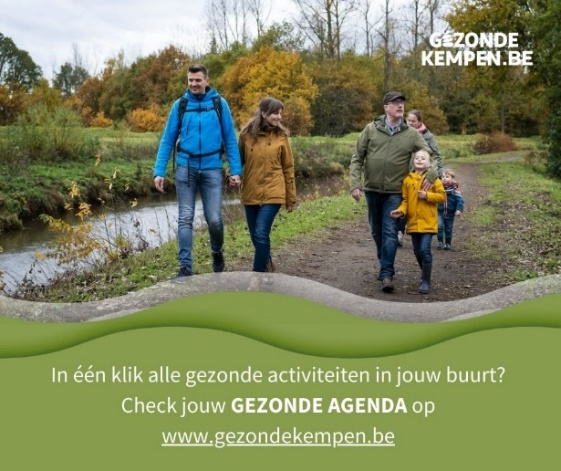 GEZONDE
KEMPEN.BE
In één klik alle gezonde activiteiten in jouw buurt?
Check jouw GEZONDE AGENDA op
www.gezondekempen.be